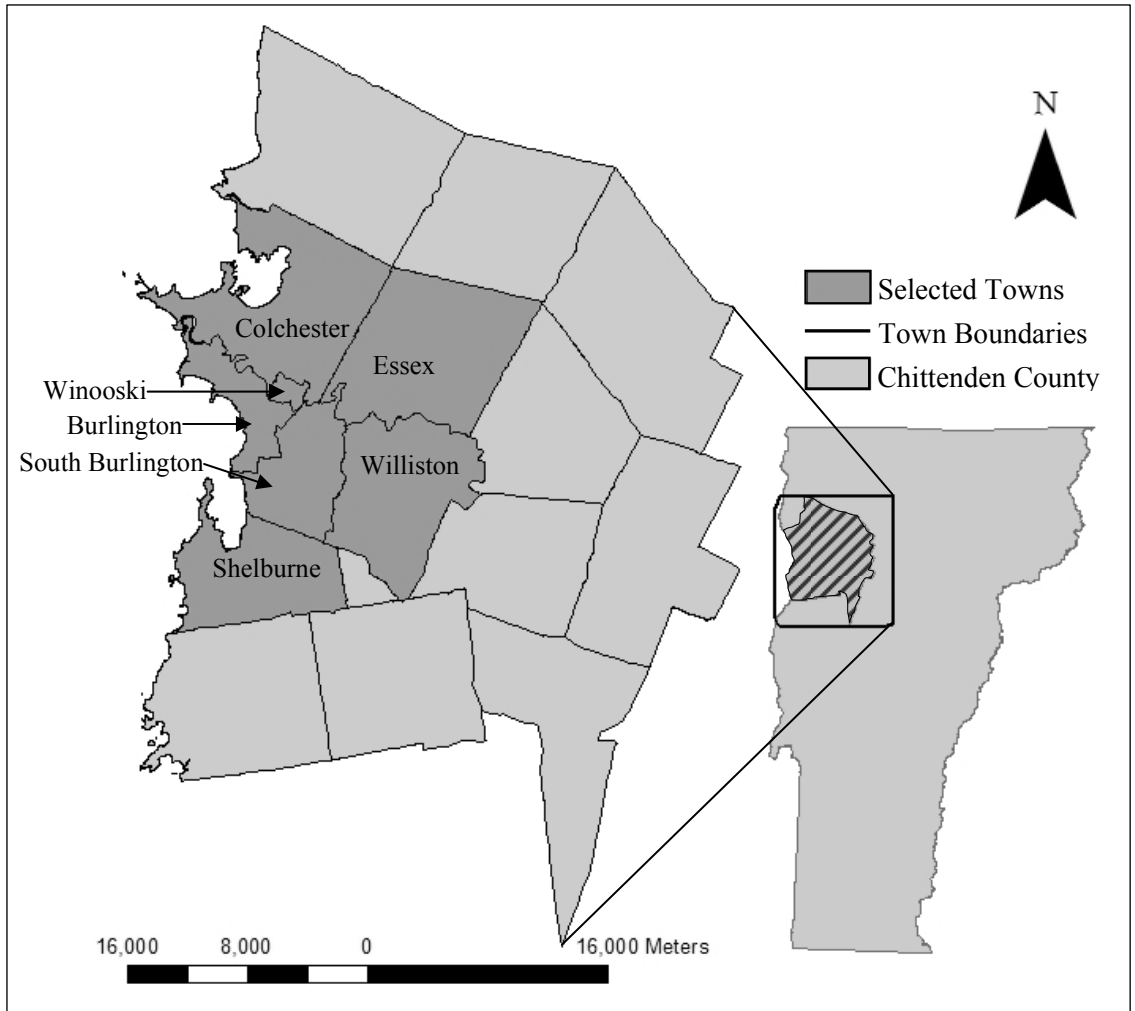 N
Selected Towns
Town Boundaries
Chittenden County
Colchester
Essex
Winooski
Burlington
South Burlington
Williston
Shelburne
16,000 8,000 0 16,000 Meters